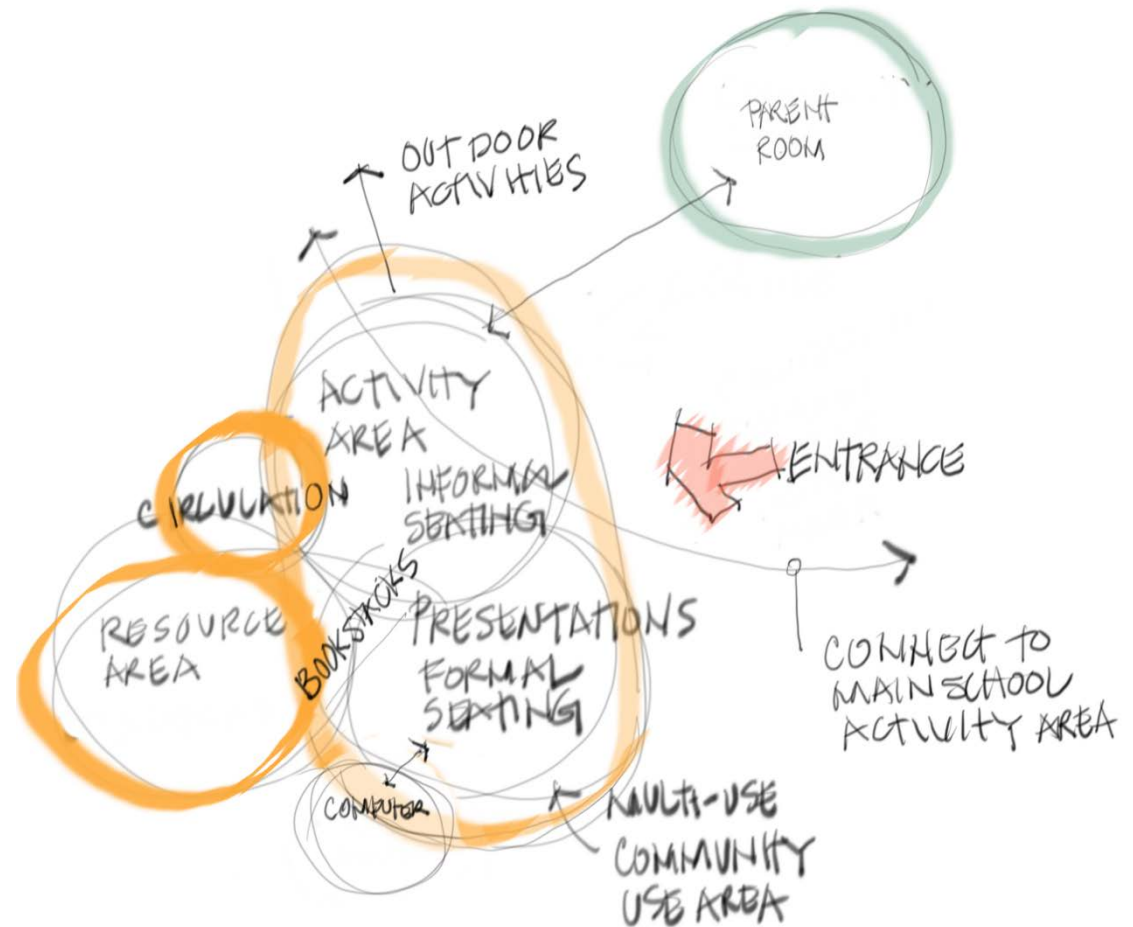 PARENT
ROOM
OUTDOOR
ACTIVITIES
ACTIVITY
AREA
INFORMAL
SEATING
ENTRANCE
CIRCULATION
BOOKSTACKS
RESOURCE
AREA
PRESENTATIONS
FORMAL
SEATING
CONNECT TO
MAIN SCHOOL
ACTIVITY AREA
COMPUTER
MULTI-USE
COMMUNITY
USE AREA